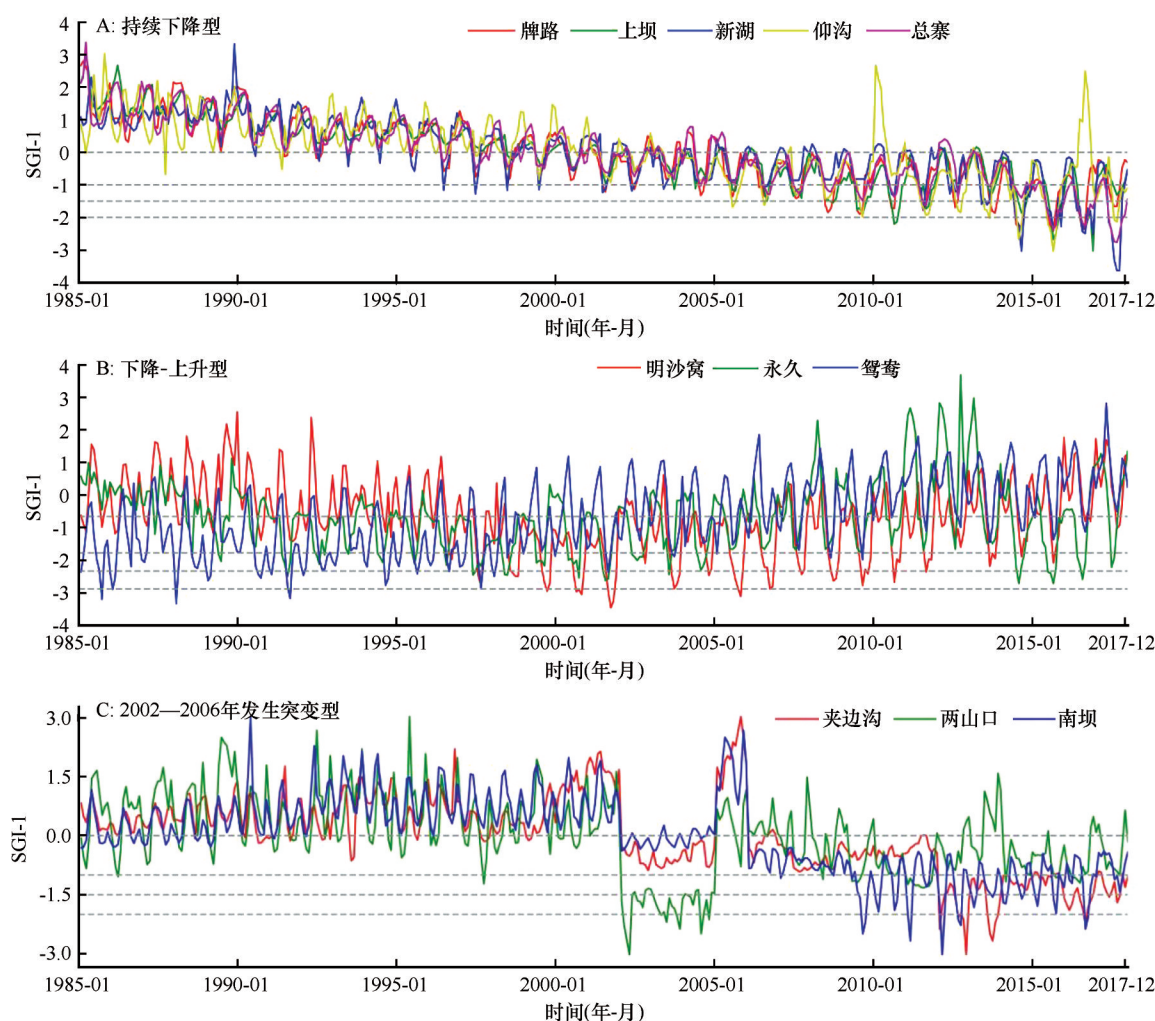 A: 持续下降型
牌路 上坝 新湖 仰沟 总寨
4
3
2
1
0
-1
-2
-3
-4
SGI-1
1985-01 1990-01 1995-01 2000-01 2005-01 2010-01 2015-01 2017-12
时间(年-月)
B: 下降-上升型
明沙窝 永久 鸳鸯
4
3
2
1
0
-1
-2
-3
-4
SGI-1
1985-01 1990-01 1995-01 2000-01 2005-01 2010-01 2015-01 2017-12
时间(年-月)
C: 2002—2006年发生突变型
夹边沟 两山口 南坝
3.0
1.5
0.0
-1.5
-3.0
SGI-1
1985-01 1990-01 1995-01 2000-01 2005-01 2010-01 2015-01 2017-12
时间(年-月)